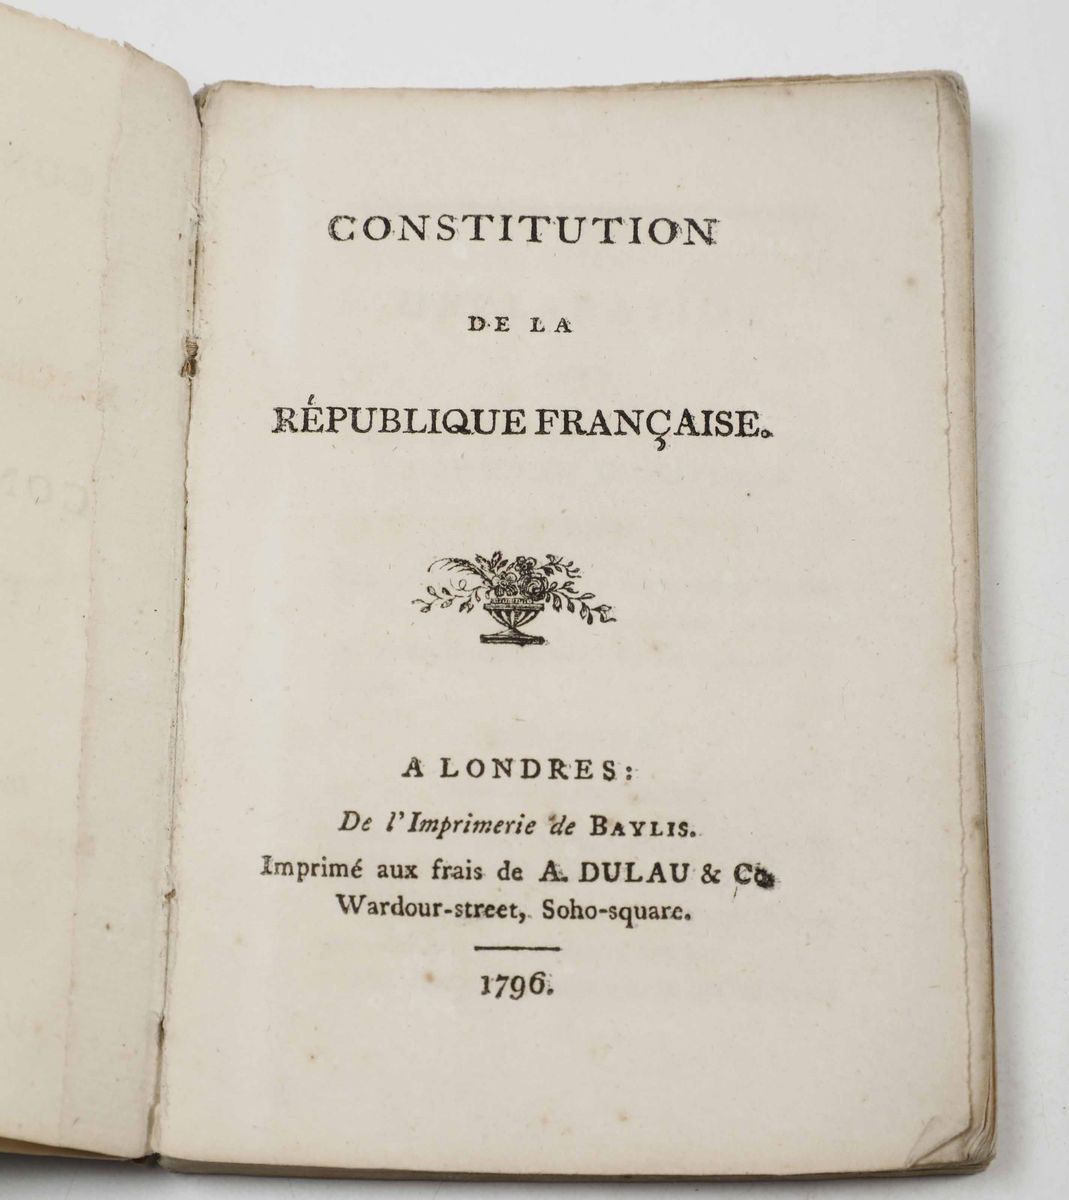 CONSTITUTION
DE LA
RÉPUBLIQUE FRANÇAISE.
A LONDRES:
De l'Imprimerie de BAYLIS.
Imprimé aux frais de A. DULAU & Co.
Wardour-street, Soho-square.
1796.